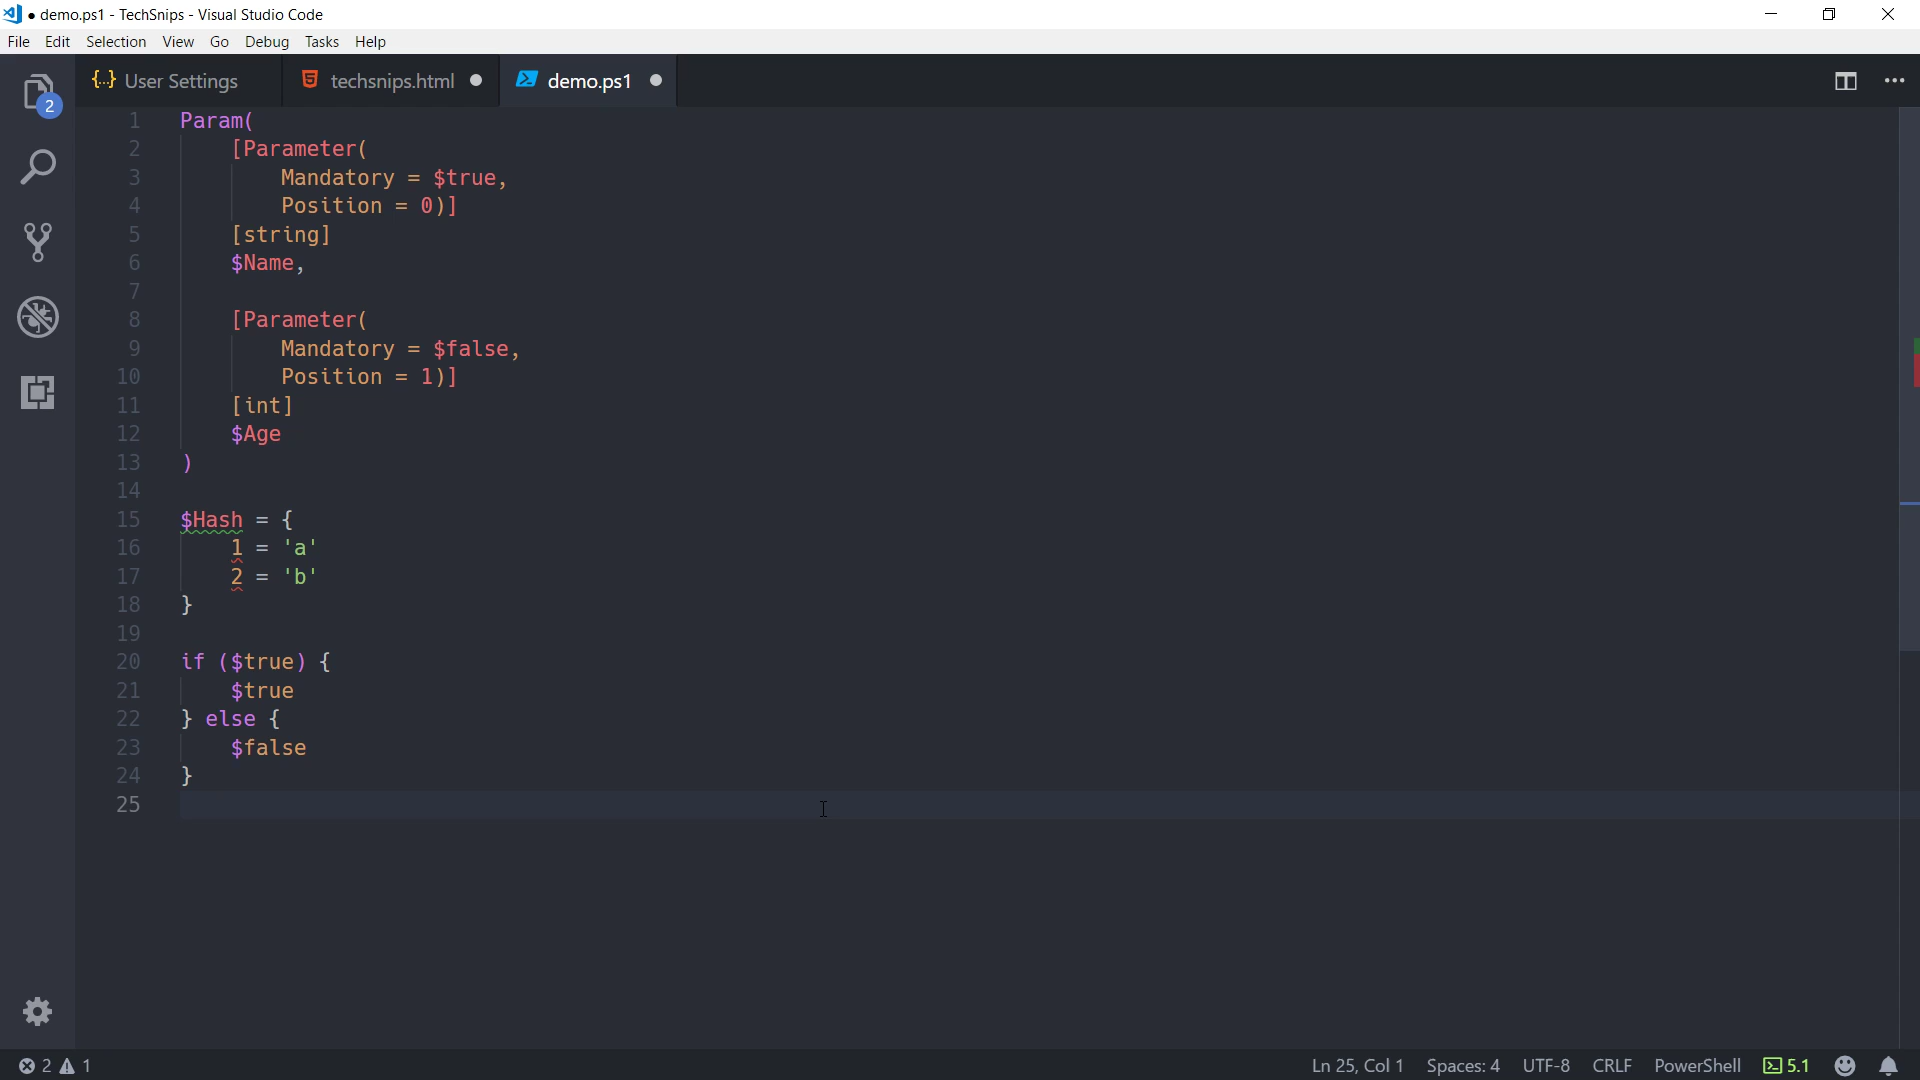 ● demo.ps1 - TechSnips - Visual Studio Code
File Edit Selection View Go Debug Tasks Help
{..} User Settings techsnips.html ● demo.ps1 ●
2
1 Param(
2 [Parameter(
3 Mandatory = $true,
4 Position = 0)]
5 [string]
6 $Name,
7
8 [Parameter(
9 Mandatory = $false,
10 Position = 1)]
11 [int]
12 $Age
13 )
14
15 $Hash = {
16 1 = 'a'
17 2 = 'b'
18 }
19
20 if ($true) {
21 $true
22 } else {
23 $false
24 }
25
2 1 Ln 25, Col 1 Spaces: 4 UTF-8 CRLF PowerShell 5.1